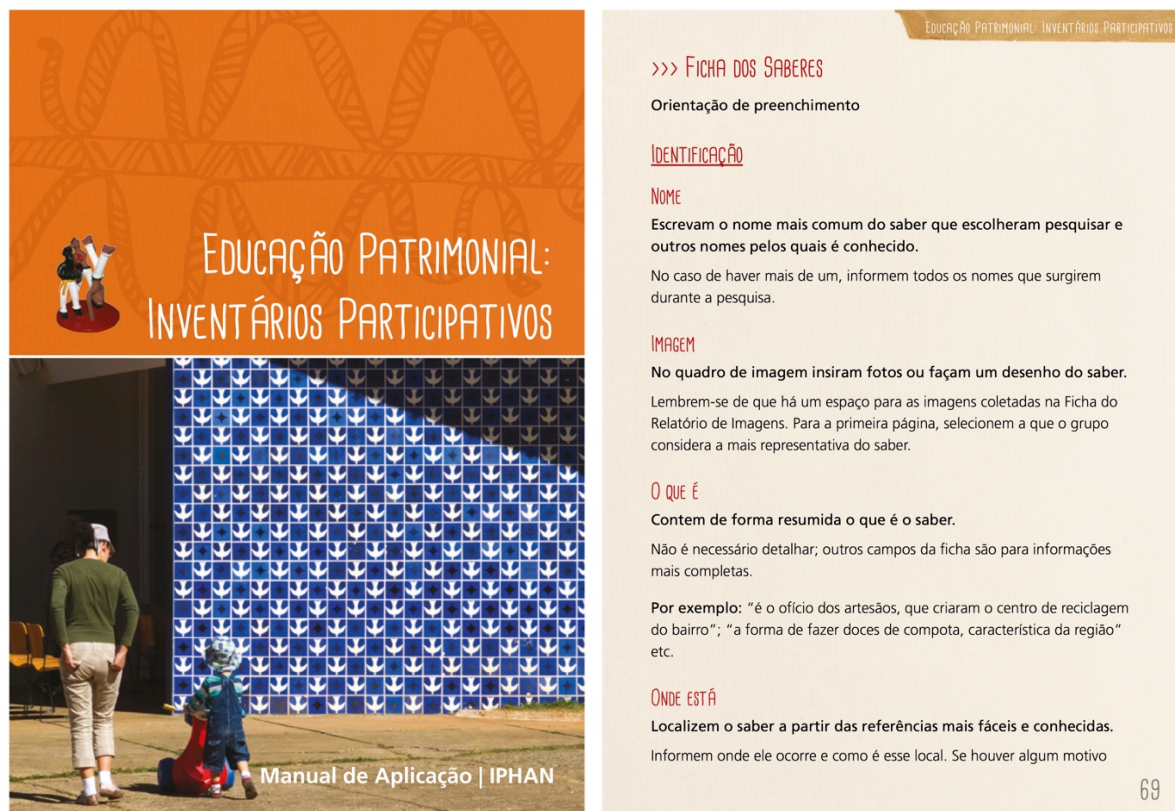 EDUCAÇÃO PATRIMONIAL:
INVENTÁRIOS PARTICIPATIVOS
Manual de Aplicação | IPHAN
EDUCAÇÃO PATRIMONIAL: INVENTÁRIOS PARTICIPATIVOS
>>> FICHA DOS SABERES
Orientação de preenchimento
IDENTIFICAÇÃO
NOME
Escrevam o nome mais comum do saber que escolheram pesquisar e
outros nomes pelos quais é conhecido.
No caso de haver mais de um, informem todos os nomes que surgirem
durante a pesquisa.
IMAGEM
No quadro de imagem insiram fotos ou façam um desenho do saber.
Lembrem-se de que há um espaço para as imagens coletadas na Ficha do
Relatório de Imagens. Para a primeira página, selecionem a que o grupo
considera a mais representativa do saber.
O QUE É
Contem de forma resumida o que é o saber.
Não é necessário detalhar; outros campos da ficha são para informações
mais completas.
Por exemplo: “é o ofício dos artesãos, que criaram o centro de reciclagem
do bairro”; “a forma de fazer doces de compota, característica da região”
etc.
ONDE ESTÁ
Localizem o saber a partir das referências mais fáceis e conhecidas.
Informem onde ele ocorre e como é esse local. Se houver algum motivo
69